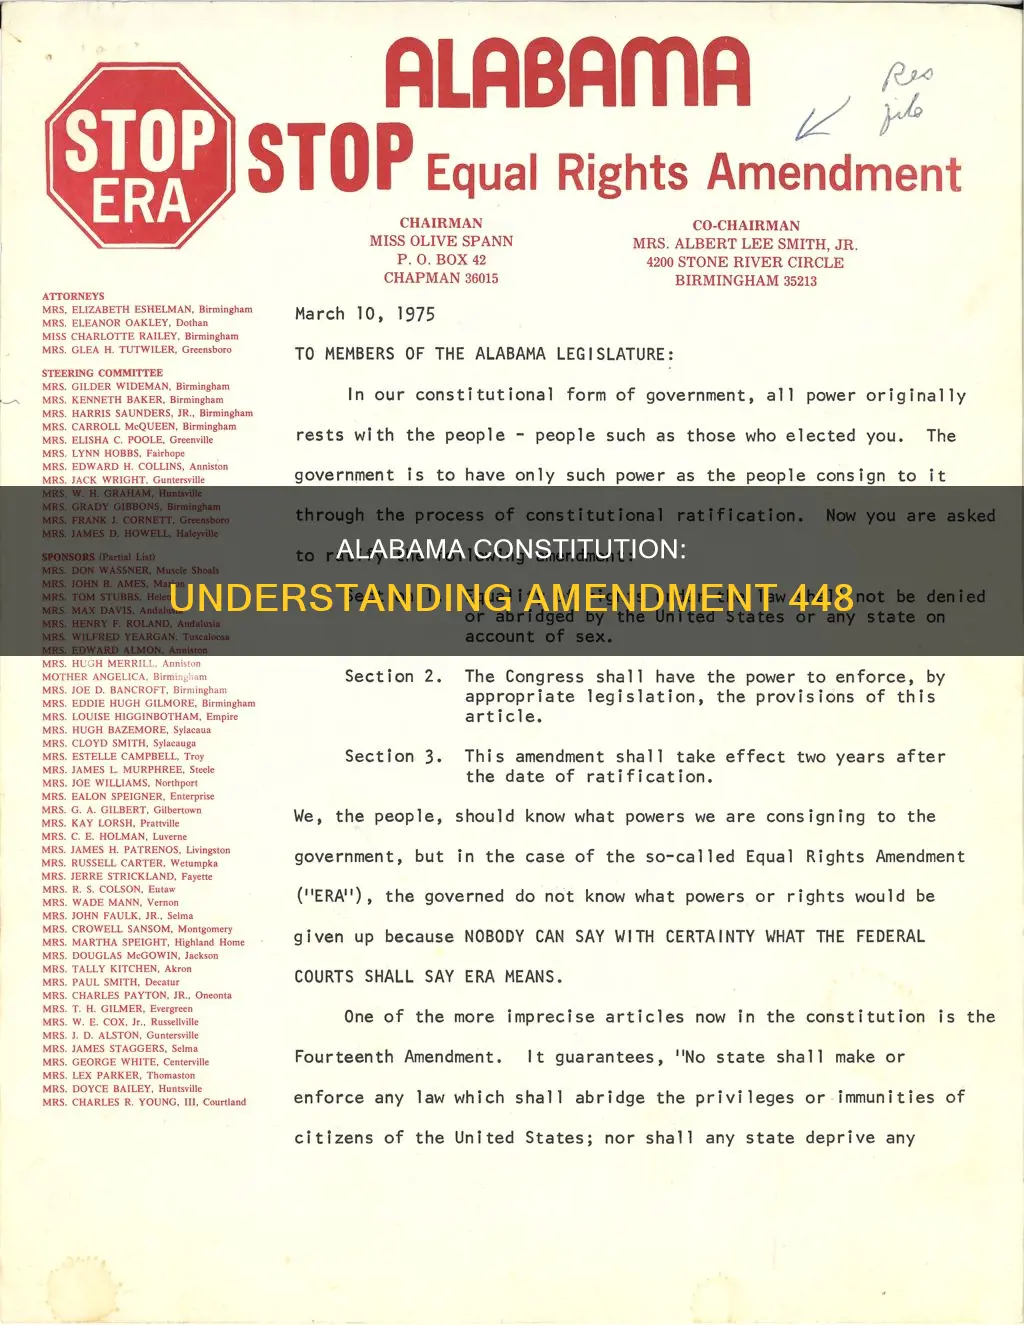 ALABAMA
STOP ERA
STOP Equal Rights Amendment
Res
file
CHAIRMAN
MISS OLIVE SPANN
P. O. BOX 42
CHAPMAN 36015
CO-CHAIRMAN
MRS. ALBERT LEE SMITH, JR.
4200 STONE RIVER CIRCLE
BIRMINGHAM 35213
ATTORNEYS
MRS. ELIZABETH ESHELMAN, Birmingham
MRS. ELEANOR OAKLEY, Dothan
MISS CHARLOTTE RAILEY, Birmingham
MRS. GLEA H. TUTWILER, Greensboro
STEERING COMMITTEE
MRS. GILDER WIDEMAN, Birmingham
MRS. KENNETH BAKER, Birmingham
MRS. HARRIS SAUNDERS, JR., Birmingham
MRS. CARROLL McQUEEN, Birmingham
MRS. ELISHA C. POOLE, Greenville
MRS. LYNN HOBBS, Fairhope
MRS. EDWARD H. COLLINS, Anniston
MRS. JACK WRIGHT, Guntersville
MRS. W. H. GRAHAM, Huntsville
MRS. GRADY GIBBONS, Birmingham
MRS. FRANK J. CORNETT, Greensboro
MRS. JAMES D. HOWELL, Haleyville
SPONSORS (Partial List)
MRS. DON WASSNER, Muscle Shoals
MRS. JOHN B. AMES,
MRS. TOM STUBBS,
MRS. MAX DAVIS,
MRS. HENRY F. ROLAND, Andalusia
MRS. WILFRED YEARGAN, Tuscaloosa
MRS. EDWARD ALMON, Anniston
MRS. HUGH MERRILL, Anniston
MOTHER ANGELICA, Birmingham
MRS. JOE D. BANCROFT, Birmingham
MRS. EDDIE HUGH GILMORE, Birmingham
MRS. LOUISE HIGGINBOTHAM, Empire
MRS. HUGH BAZEMORE, Sylacaua
MRS. CLOYD SMITH, Sylacauga
MRS. ESTELLE CAMPBELL, Troy
MRS. JAMES L. MURPHREE, Steele
MRS. JOE WILLIAMS, Northport
MRS. EALON SPEIGNER, Enterprise
MRS. G. A. GILBERT, Gilbertown
MRS. KAY LORSH, Prattville
MRS. C. E. HOLMAN, Luverne
MRS. JAMES H. PATRENOS, Livingston
MRS. RUSSELL CARTER, Wetumpka
MRS. JERRE STRICKLAND, Fayette
MRS. R. S. COLSON, Eutaw
MRS. WADE MANN, Vernon
MRS. JOHN FAULK, JR., Selma
MRS. CROWELL SANSOM, Montgomery
MRS. MARTHA SPEIGHT, Highland Home
MRS. DOUGLAS McGOWIN, Jackson
MRS. TALLY KITCHEN, Akron
MRS. PAUL SMITH, Decatur
MRS. CHARLES PAYTON, JR., Oneonta
MRS. T. H. GILMER, Evergreen
MRS. W. E. COX, Jr., Russellville
MRS. J. D. ALSTON, Guntersville
MRS. JAMES STAGGERS, Selma
MRS. GEORGE WHITE, Centerville
MRS. LEX PARKER, Thomaston
MRS. DOYCE BAILEY, Huntsville
MRS. CHARLES R. YOUNG, III, Courtland
March 10, 1975
TO MEMBERS OF THE ALABAMA LEGISLATURE:
In our constitutional form of government, all power originally
rests with the people - people such as those who elected you. The
government is to have only such power as the people consign to it
through the process of constitutional ratification. Now you are asked
to ratify the following amendment:
ALABAMA CONSTITUTION:
UNDERSTANDING AMENDMENT 448
Section 1. Equality of rights under the law shall not be denied
or abridged by the United States or any state on
account of sex.
Section 2. The Congress shall have the power to enforce, by
appropriate legislation, the provisions of this
article.
Section 3. This amendment shall take effect two years after
the date of ratification.
We, the people, should know what powers we are consigning to the
government, but in the case of the so-called Equal Rights Amendment
("ERA"), the governed do not know what powers or rights would be
given up because NOBODY CAN SAY WITH CERTAINTY WHAT THE FEDERAL
COURTS SHALL SAY ERA MEANS.
One of the more imprecise articles now in the constitution is the
Fourteenth Amendment. It guarantees, "No state shall make or
enforce any law which shall abridge the privileges or immunities of
citizens of the United States; nor shall any state deprive any